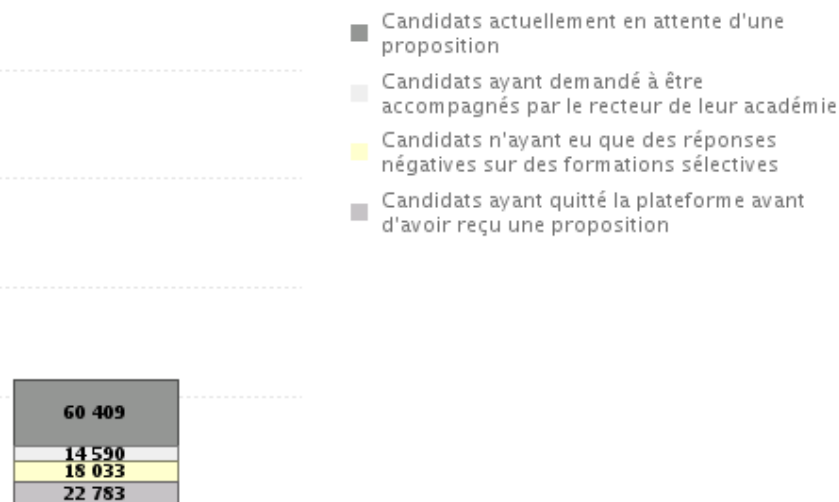 Candidats actuellement en attente d'une
proposition
Candidats ayant demandé à être
accompagnés par le recteur de leur académie
Candidats n'ayant eu que des réponses
négatives sur des formations sélectives
Candidats ayant quitté la plateforme avant
d'avoir reçu une proposition
60 409
14 590
18 033
22 783